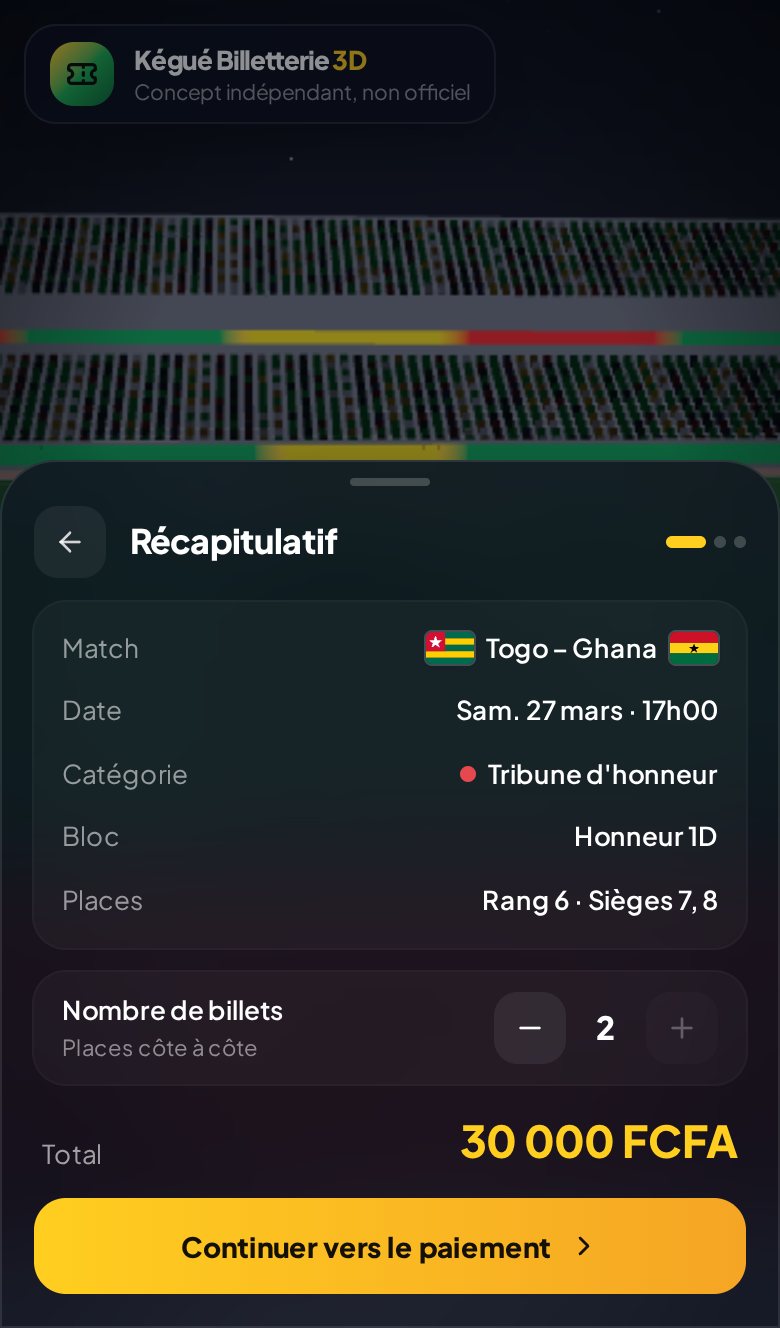 Kégué Billetterie 3D
Concept indépendant, non officiel
Récapitulatif
Match Togo – Ghana
Date Sam. 27 mars · 17h00
Catégorie Tribune d'honneur
Bloc Honneur 1D
Places Rang 6 · Sièges 7, 8
Nombre de billets
Places côte à côte
− 2 +
Total 30 000 FCFA
Continuer vers le paiement